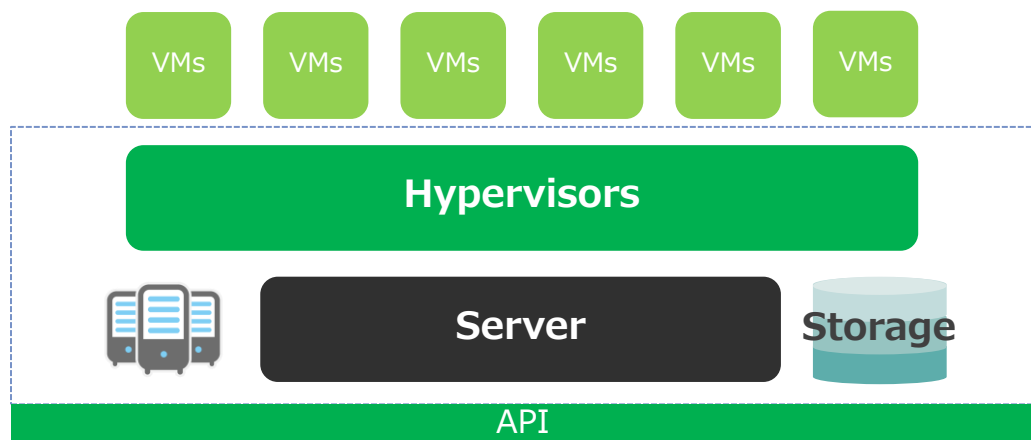 VMs VMs VMs VMs VMs VMs
Hypervisors
Server
Storage
API